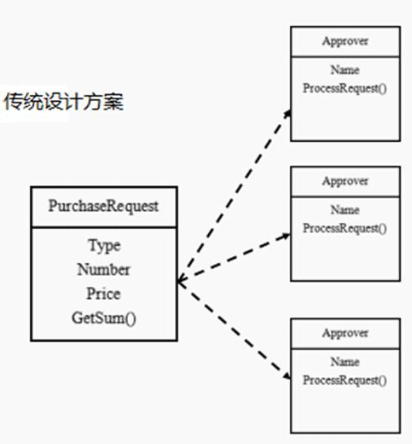 传统设计方案
PurchaseRequest
Type
Number
Price
GetSum()
Approver
Name
ProcessRequest()
Approver
Name
ProcessRequest()
Approver
Name
ProcessRequest()